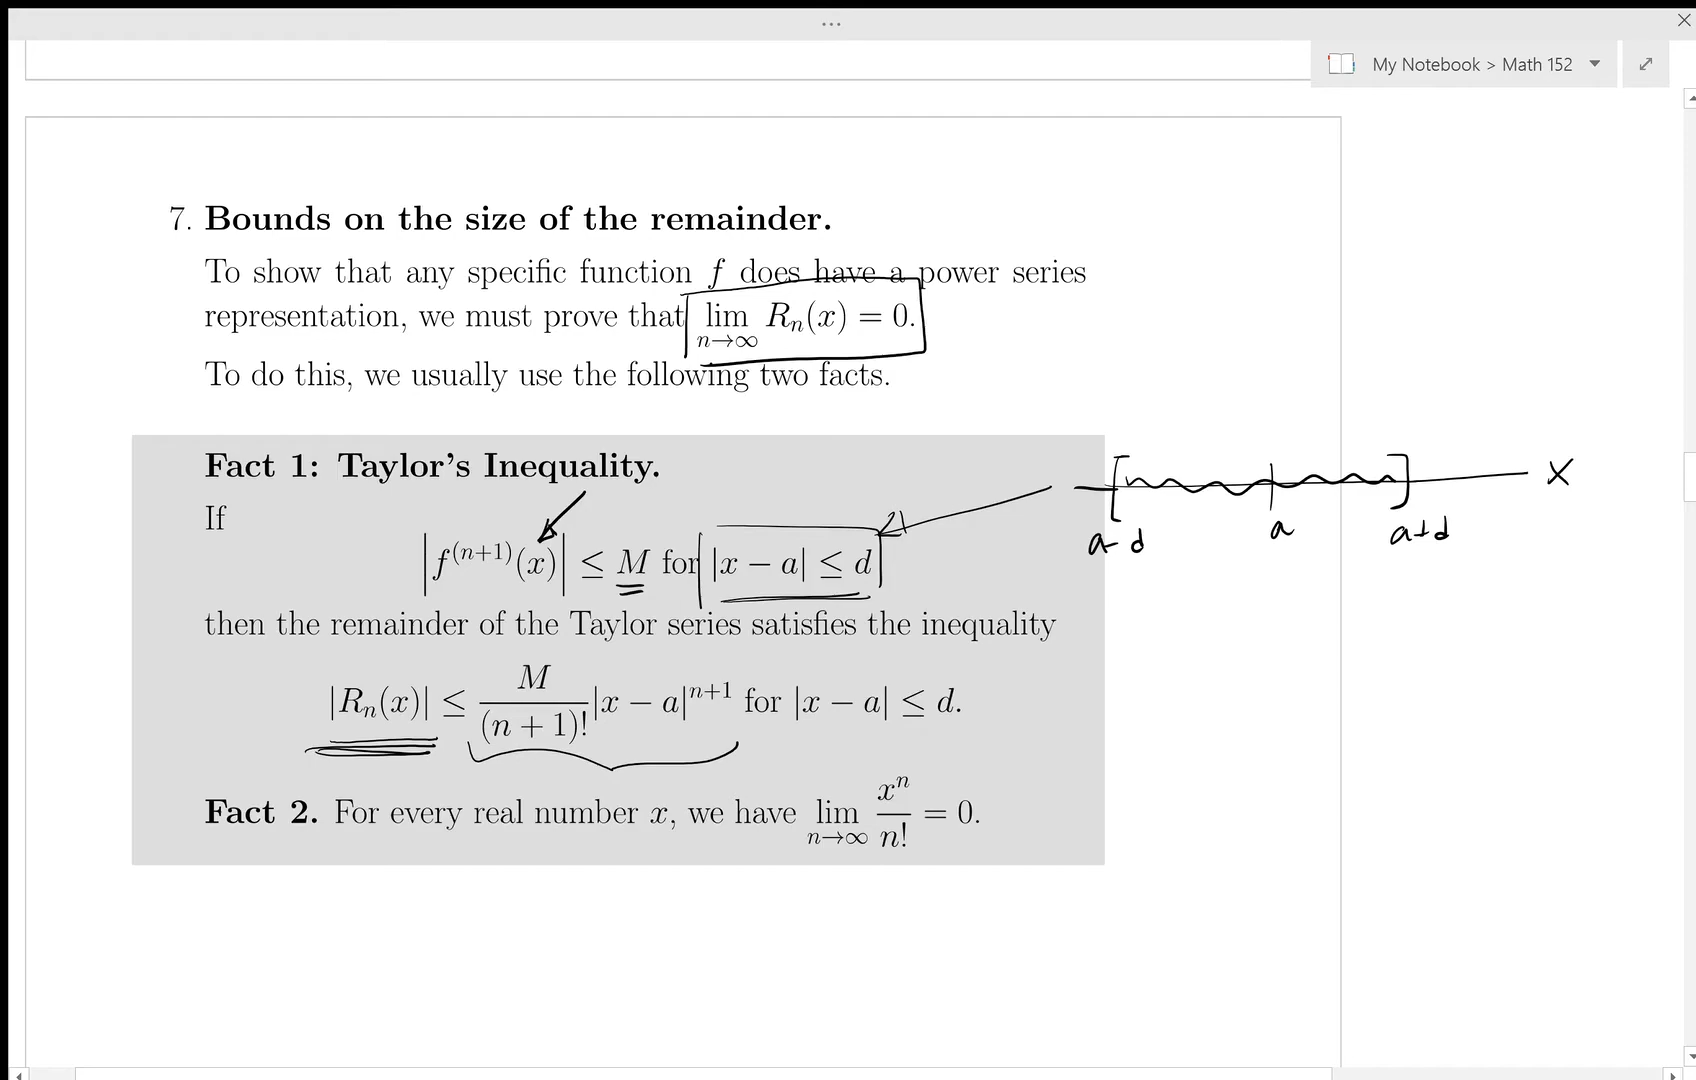 ...
My Notebook > Math 152
7. Bounds on the size of the remainder.
To show that any specific function f does have a power series
representation, we must prove that lim_{n→∞} R_n(x) = 0.
To do this, we usually use the following two facts.
Fact 1: Taylor's Inequality.
If
|f^{(n+1)}(x)| ≤ M for |x − a| ≤ d
then the remainder of the Taylor series satisfies the inequality
|R_n(x)| ≤ \frac{M}{(n + 1)!}|x − a|^{n+1} for |x − a| ≤ d.
Fact 2. For every real number x, we have lim_{n→∞} \frac{x^n}{n!} = 0.
x
a-d a a+d